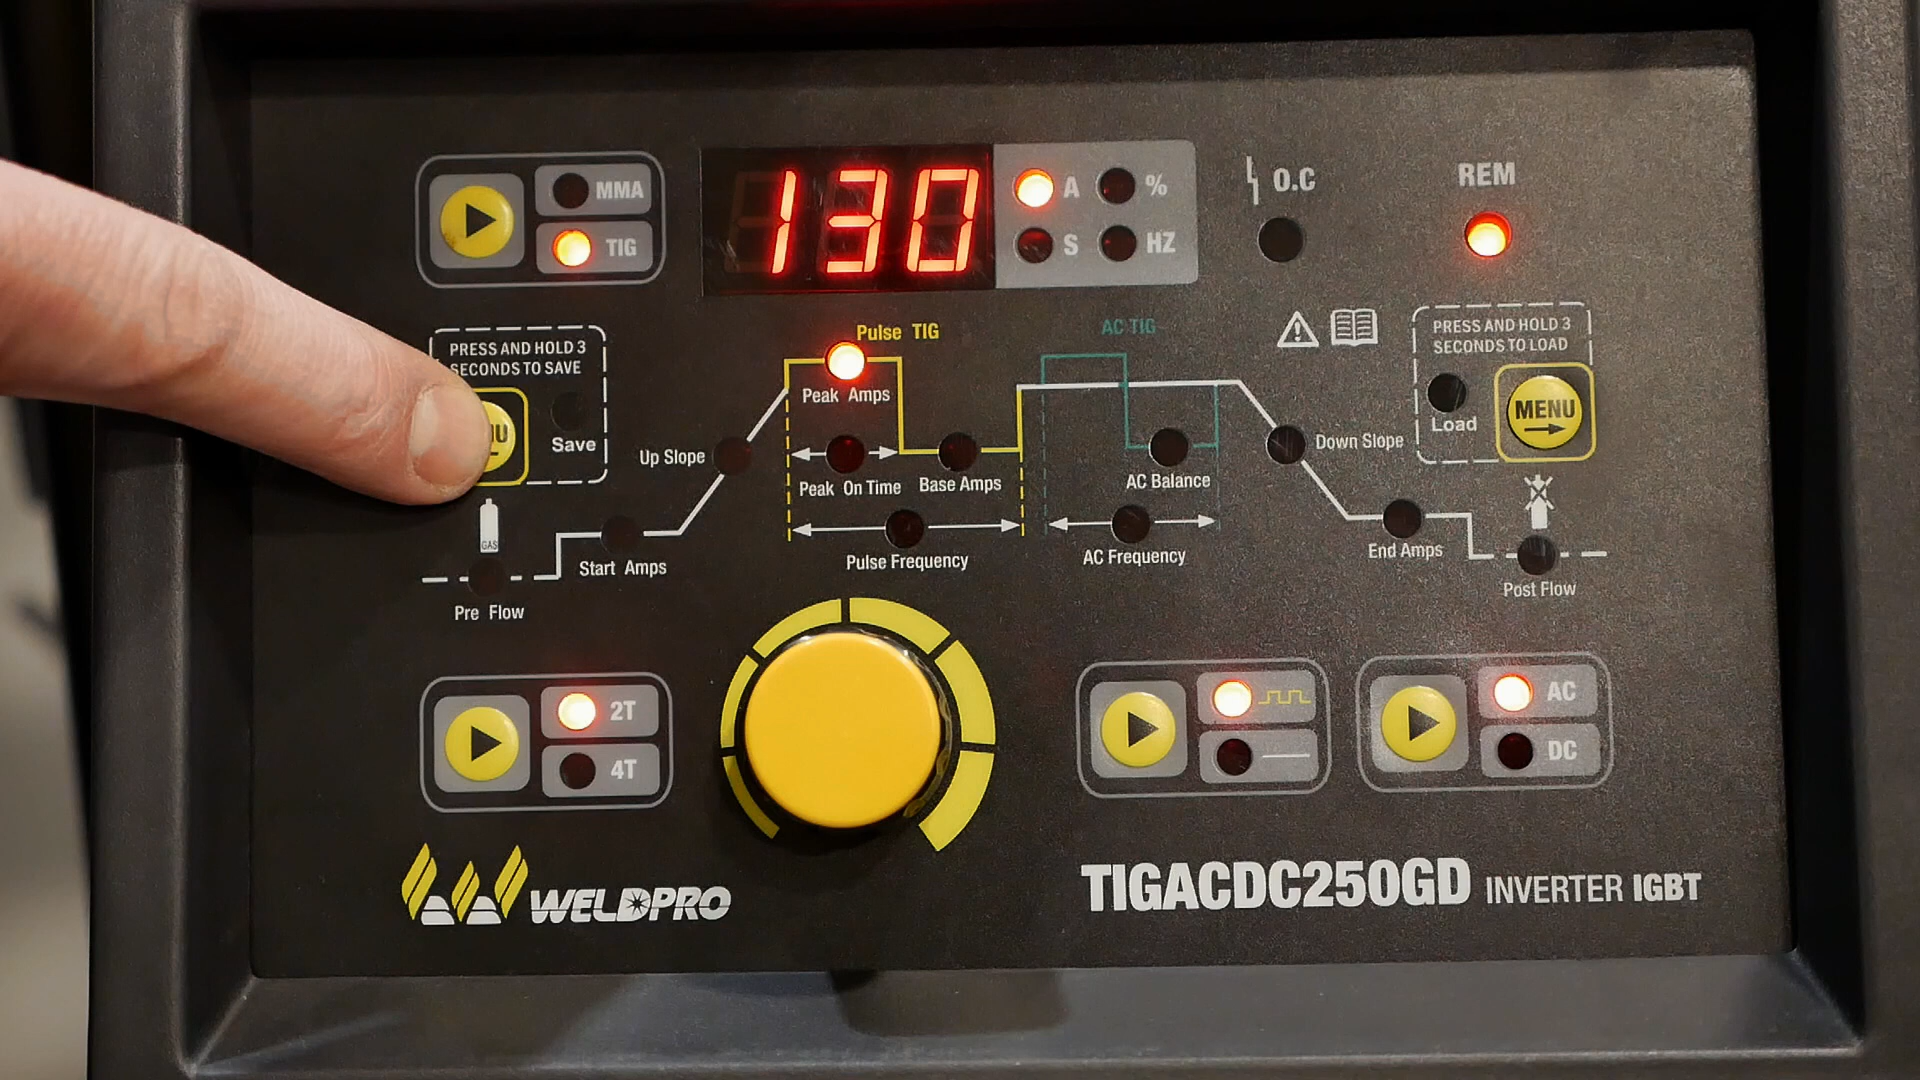 MMA
TIG
130
A
%
S
HZ
O.C
REM
PRESS AND HOLD 3
SECONDS TO SAVE
Save
GAS
Pre Flow
Start Amps
Up Slope
Pulse TIG
Peak Amps
Peak On Time
Base Amps
Pulse Frequency
AC TIG
AC Balance
AC Frequency
Down Slope
End Amps
Post Flow
PRESS AND HOLD 3
SECONDS TO LOAD
Load
MENU
2T
4T
AC
DC
WELDPRO
TIGACDC250GD INVERTER IGBT